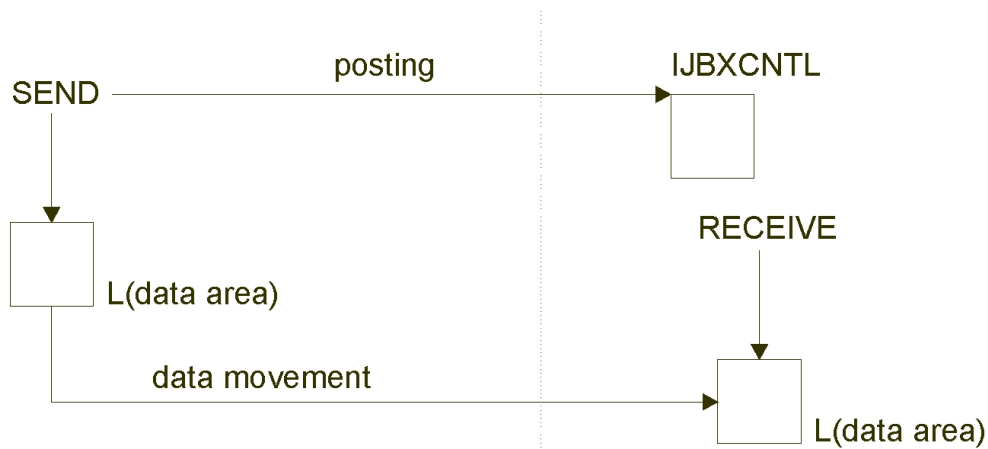 posting
IJBXCNTL
SEND
RECEIVE
L(data area)
data movement
L(data area)